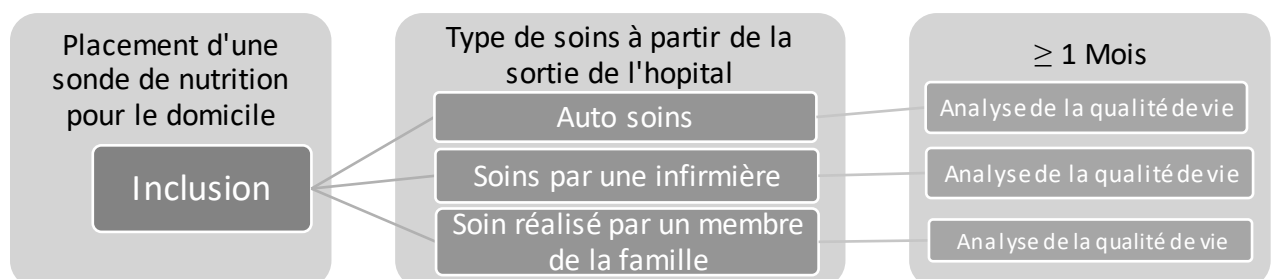 Placement d'une
sonde de nutrition
pour le domicile
Inclusion
Type de soins à partir de la
sortie de l'hopital
Auto soins
Soins par une infirmière
Soin réalisé par un membre
de la famille
≥ 1 Mois
Analyse de la qualité de vie
Analyse de la qualité de vie
Analyse de la qualité de vie